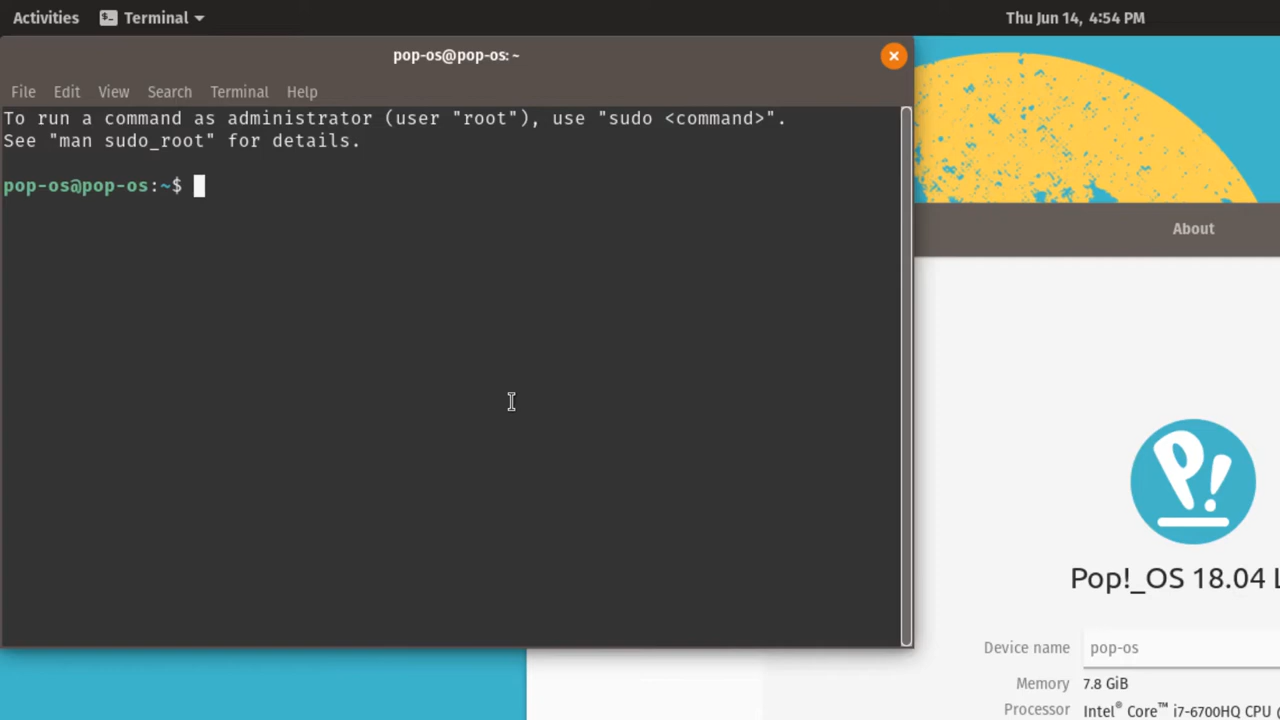 Activities Terminal Thu Jun 14, 4:54 PM
pop-os@pop-os: ~
File Edit View Search Terminal Help
To run a command as administrator (user "root"), use "sudo <command>".
See "man sudo_root" for details.
pop-os@pop-os:~$
About
P!
Pop!_OS 18.04 L
Device name pop-os
Memory 7.8 GiB
Processor Intel® Core™ i7-6700HQ CPU